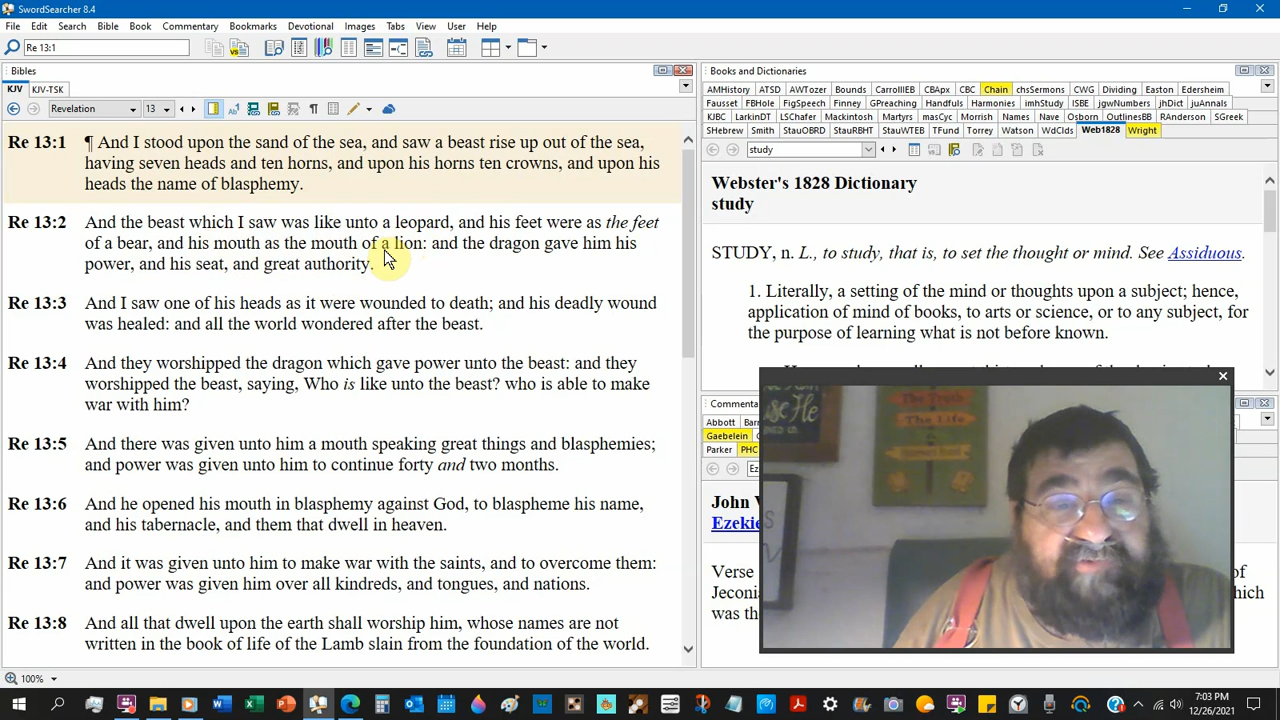 SwordSearcher 8.4
File Edit Search Bible Book Commentary Bookmarks Devotional Images Tabs View User Help
Re 13:1
Bibles
KJV KJV-TSK
Revelation 13
Re 13:1 ¶ And I stood upon the sand of the sea, and saw a beast rise up out of the sea,
having seven heads and ten horns, and upon his horns ten crowns, and upon his
heads the name of blasphemy.
Re 13:2 And the beast which I saw was like unto a leopard, and his feet were as the feet
of a bear, and his mouth as the mouth of a lion: and the dragon gave him his
power, and his seat, and great authority.
Re 13:3 And I saw one of his heads as it were wounded to death; and his deadly wound
was healed: and all the world wondered after the beast.
Re 13:4 And they worshipped the dragon which gave power unto the beast: and they
worshipped the beast, saying, Who is like unto the beast? who is able to make
war with him?
Re 13:5 And there was given unto him a mouth speaking great things and blasphemies;
and power was given unto him to continue forty and two months.
Re 13:6 And he opened his mouth in blasphemy against God, to blaspheme his name,
and his tabernacle, and them that dwell in heaven.
Re 13:7 And it was given unto him to make war with the saints, and to overcome them:
and power was given him over all kindreds, and tongues, and nations.
Re 13:8 And all that dwell upon the earth shall worship him, whose names are not
written in the book of life of the Lamb slain from the foundation of the world.
100%
Books and Dictionaries
AMHistory ATSD AWTozer Bounds CarrollEB CBApx CBC Chain chsSermons CWG Dividing Easton Edersheim
Fausset FBHole FigSpeech Finney GPreaching Handfuls Harmonies imhStudy ISBE jgwNumbers jhDict juAnnals
KJBC LarkinDT LSChafer Mackintosh Martyrs masCyc Morrish Naves Nave Osborn OutlinesBB RAnderson SGreek
SHebrew Smith StauOBRD StauRBHT StauWTEB TFund Torrey Watson WdClds Web1828 Wright
study
Webster's 1828 Dictionary
study
STUDY, n. L., to study, that is, to set the thought or mind. See Assiduous.
1. Literally, a setting of the mind or thoughts upon a subject; hence,
application of mind of books, to arts or science, or to any subject, for
the purpose of learning what is not before known.
Commenta
Abbott Bar
Gaebelein
Parker PHC
Ez
John
Ezekie
Verse of
Jeconi hich
was th
The Truth
The Life
7:03 PM
12/26/2021